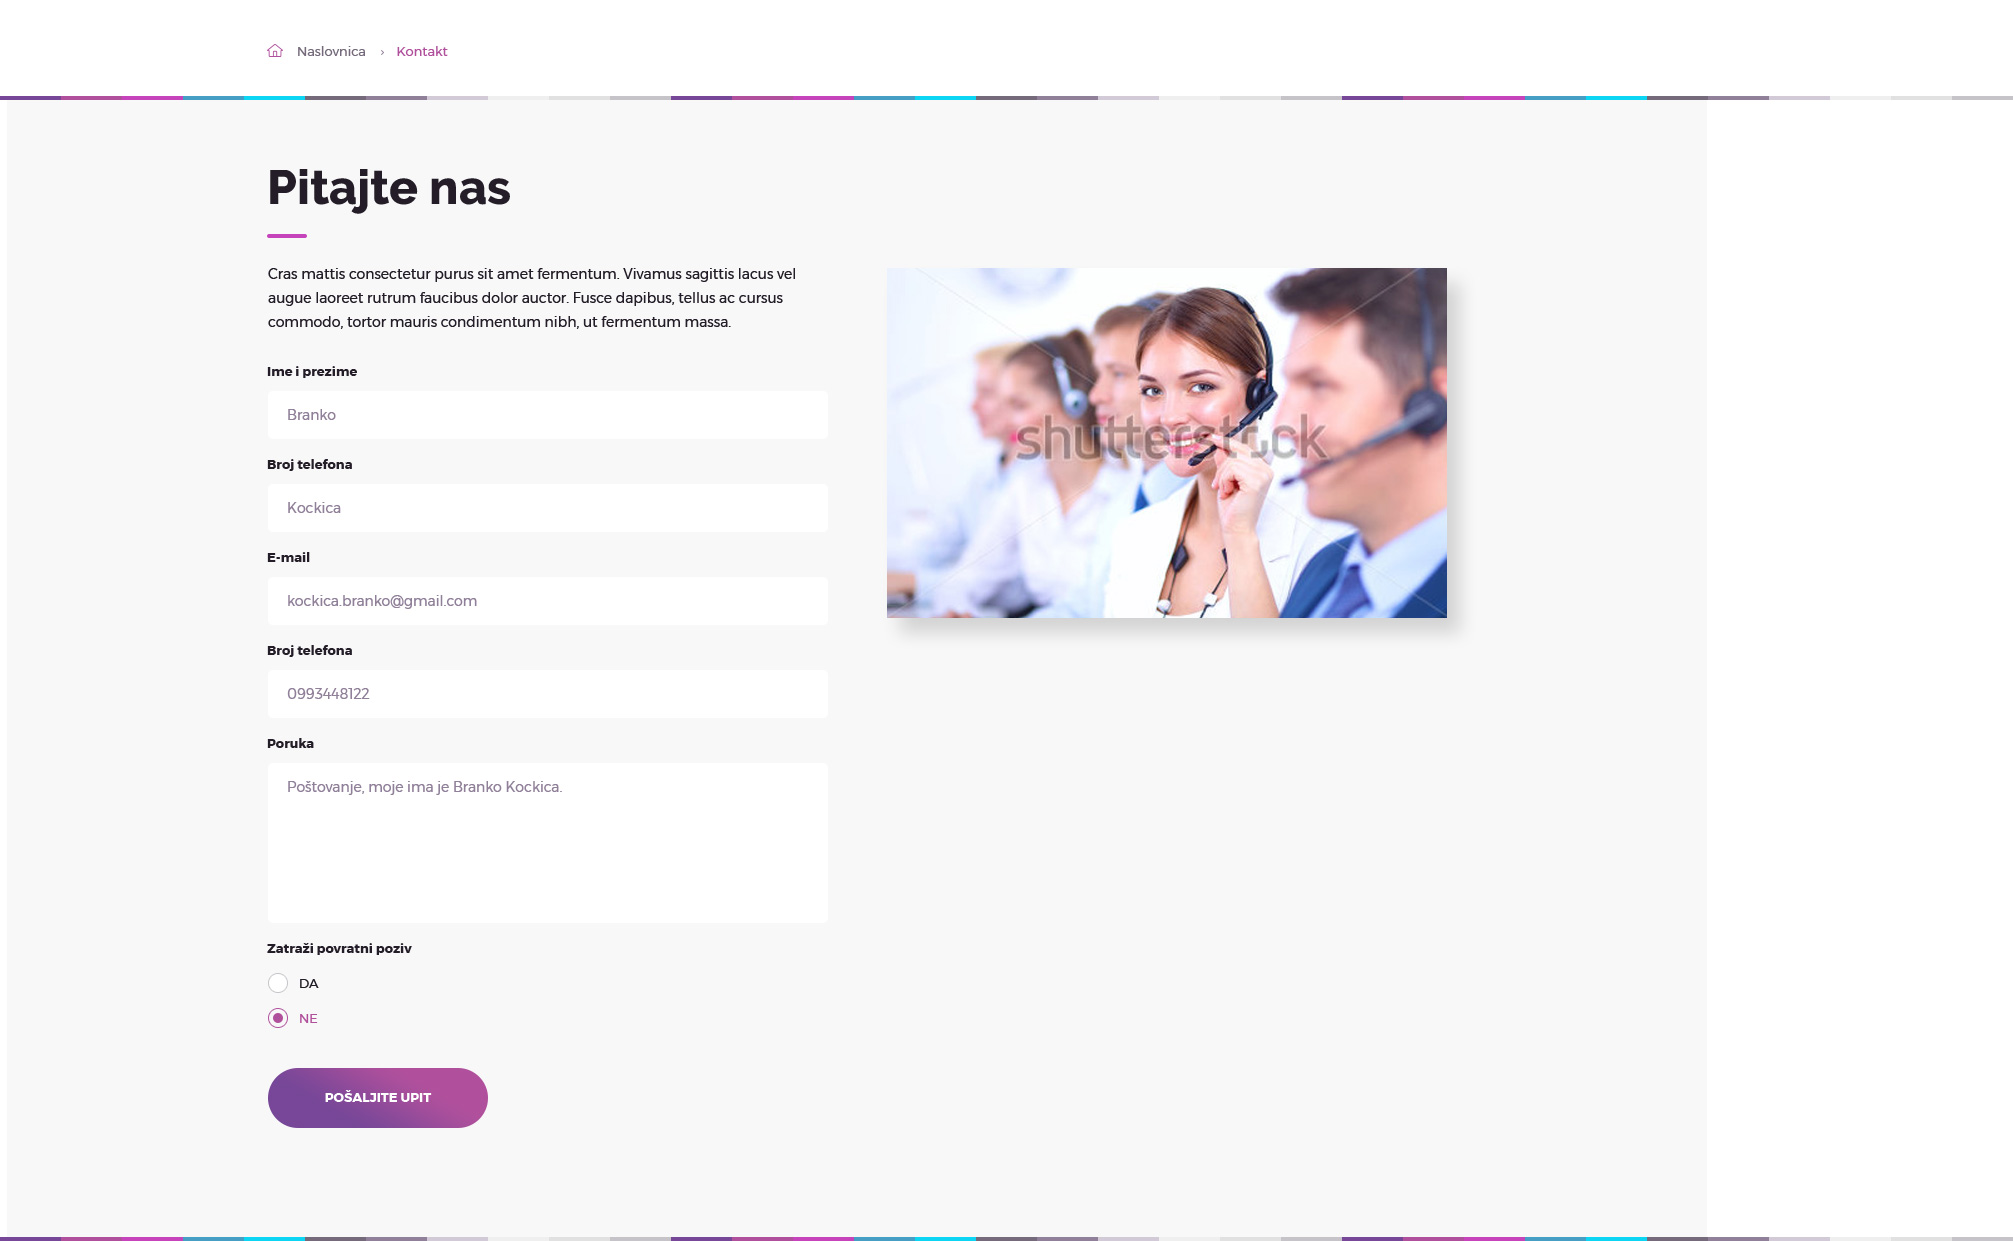 Naslovnica › Kontakt
Pitajte nas
Cras mattis consectetur purus sit amet fermentum. Vivamus sagittis lacus vel
augue laoreet rutrum faucibus dolor auctor. Fusce dapibus, tellus ac cursus
commodo, tortor mauris condimentum nibh, ut fermentum massa.
Ime i prezime
Branko
Broj telefona
Kockica
E-mail
kockica.branko@gmail.com
Broj telefona
0993448122
Poruka
Poštovanje, moje ima je Branko Kockica.
Zatraži povratni poziv
DA
NE
POŠALJITE UPIT
shutterstock